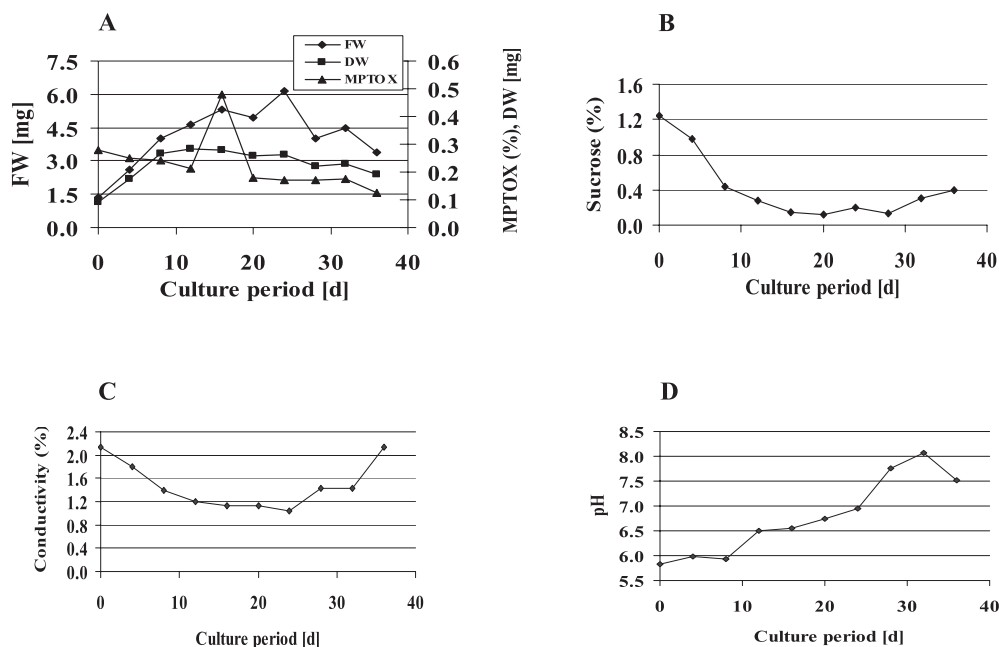 A
FW
DW
MPTOX
FW [mg]
7.5
6.0
4.5
3.0
1.5
0.0
0.6
0.5
0.4
0.3
0.2
0.1
0.0
MPTOX (%), DW [mg]
0 10 20 30 40
Culture period [d]
B
Sucrose (%)
1.6
1.2
0.8
0.4
0.0
0 10 20 30 40
Culture period [d]
C
Conductivity (%)
2.4
2.0
1.6
1.2
0.8
0.4
0.0
0 10 20 30 40
Culture period [d]
D
pH
8.5
8.0
7.5
7.0
6.5
6.0
5.5
0 10 20 30 40
Culture period [d]